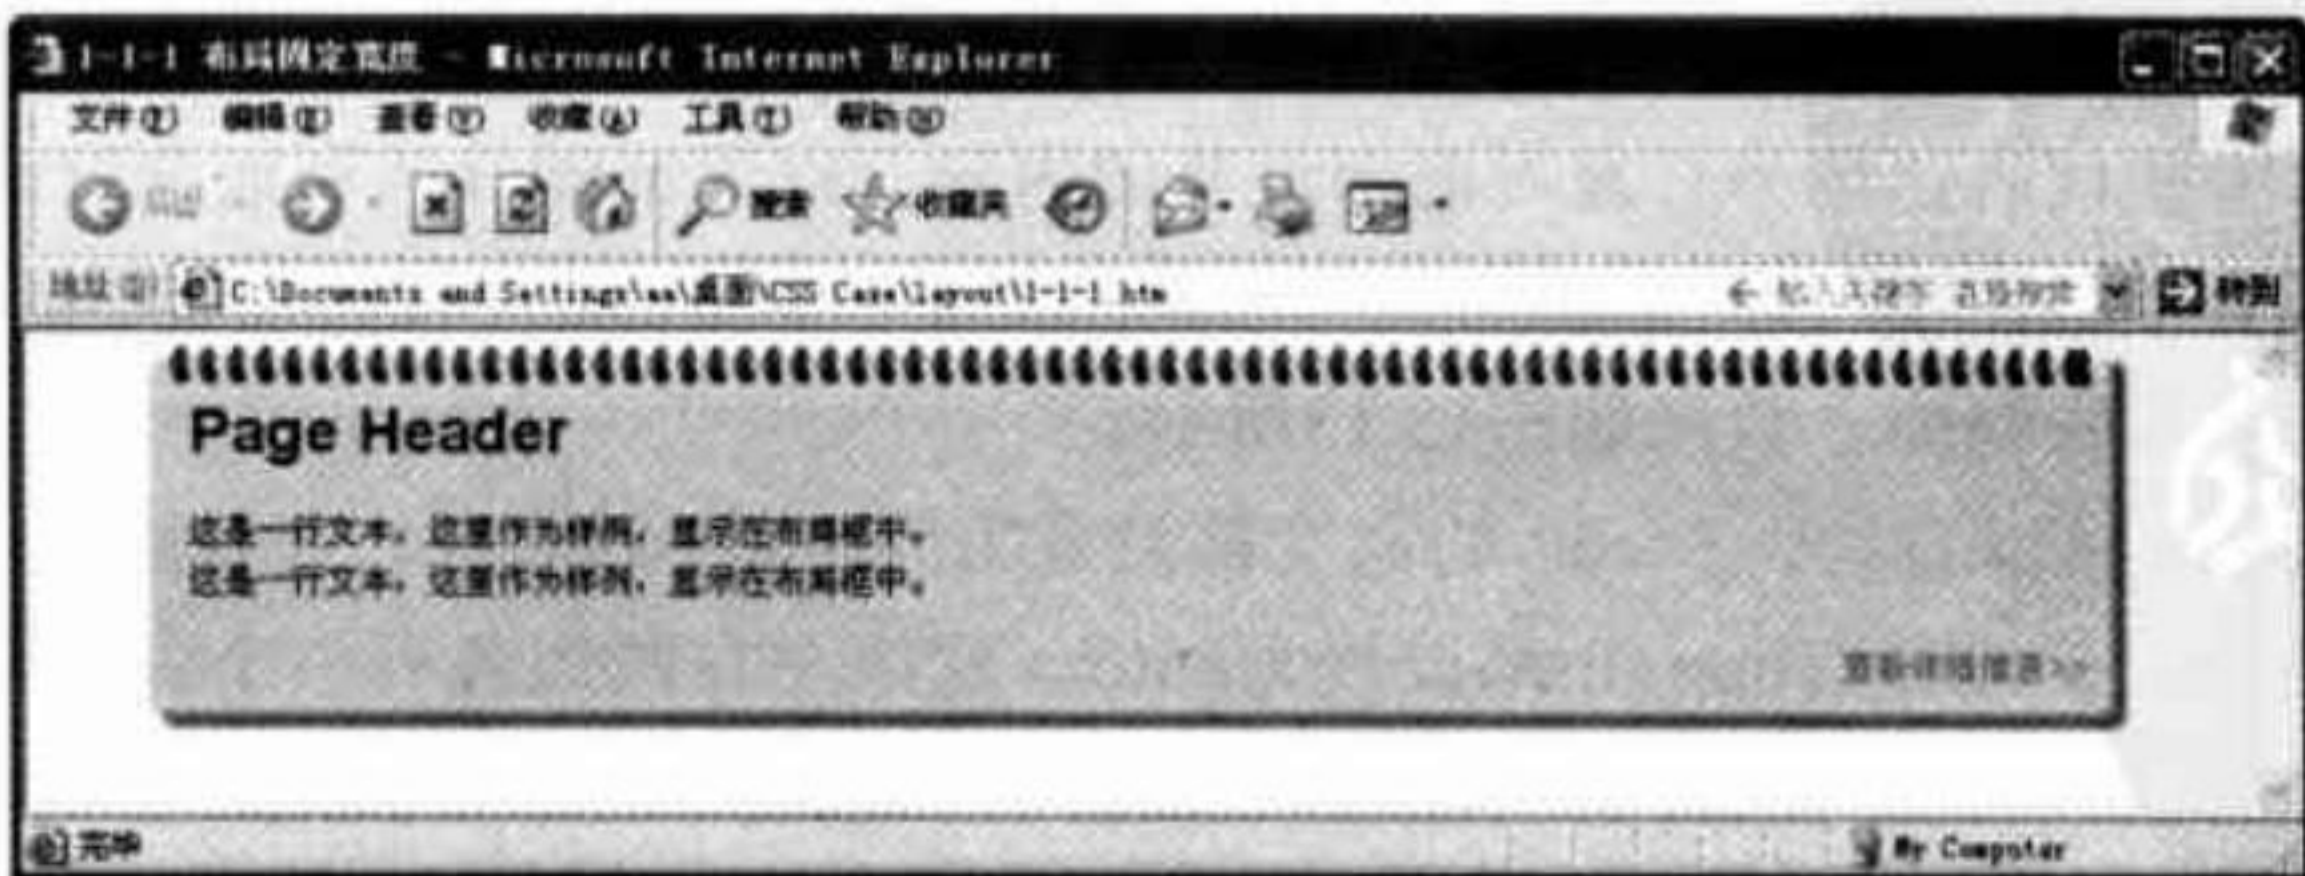 1-1-1 布局固定宽度 - Microsoft Internet Explorer
文件(F) 编辑(E) 查看(V) 收藏(A) 工具(T) 帮助(H)
搜索 收藏夹
地址(D) C:\Documents and Settings\aa\桌面\CSS Case\layout\1-1-1.htm 转到
Page Header
这是一行文本，这里作为样例，显示在布局框中。
这是一行文本，这里作为样例，显示在布局框中。
查看详细信息>>
完毕 My Computer